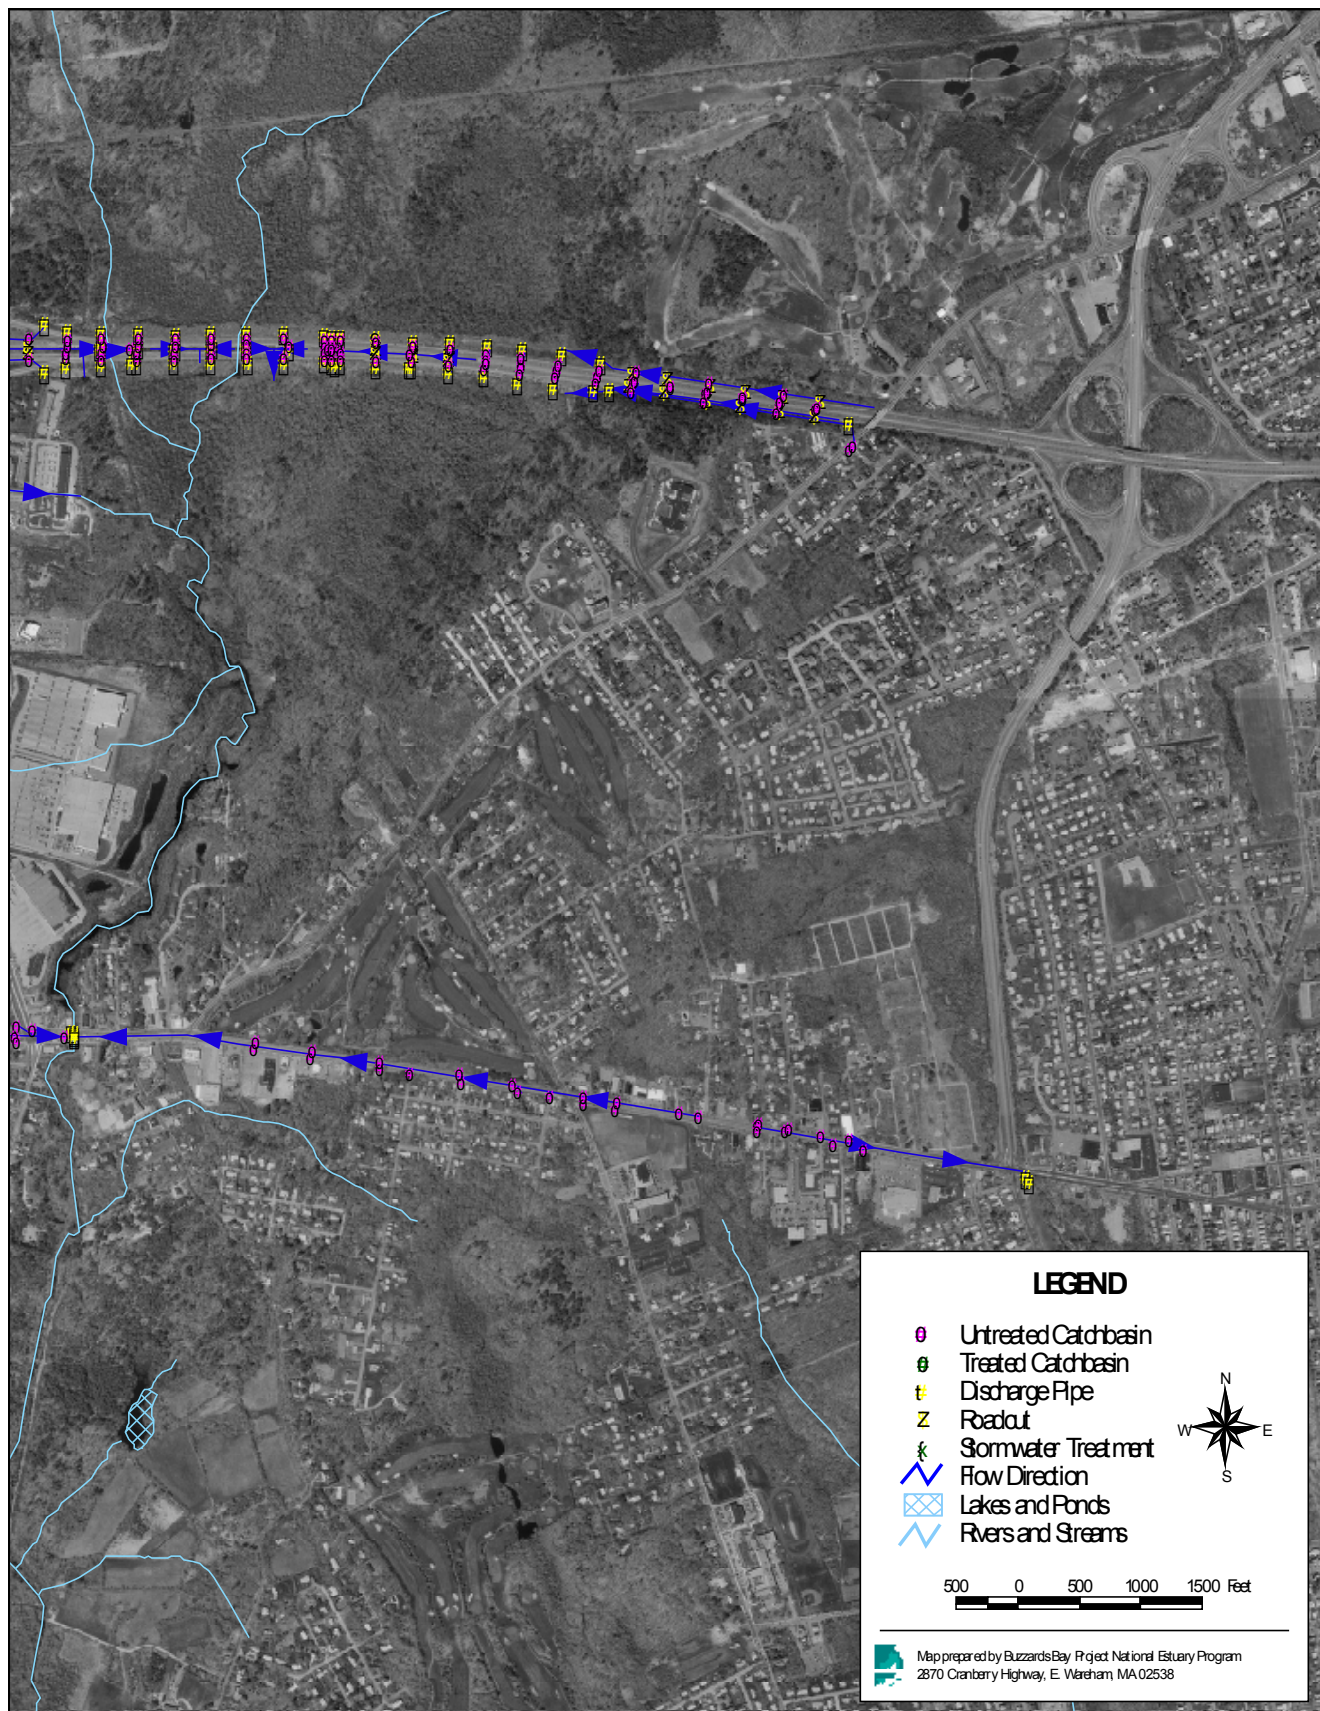 LEGEND
Untreated Catchbasin
Treated Catchbasin
Discharge Pipe
Roadcut
Stormwater Treatment
Flow Direction
Lakes and Ponds
Rivers and Streams
N
W E
S
500 0 500 1000 1500 Feet
Map prepared by Buzzards Bay Project National Estuary Program
2870 Cranberry Highway, E. Wareham, MA 02538